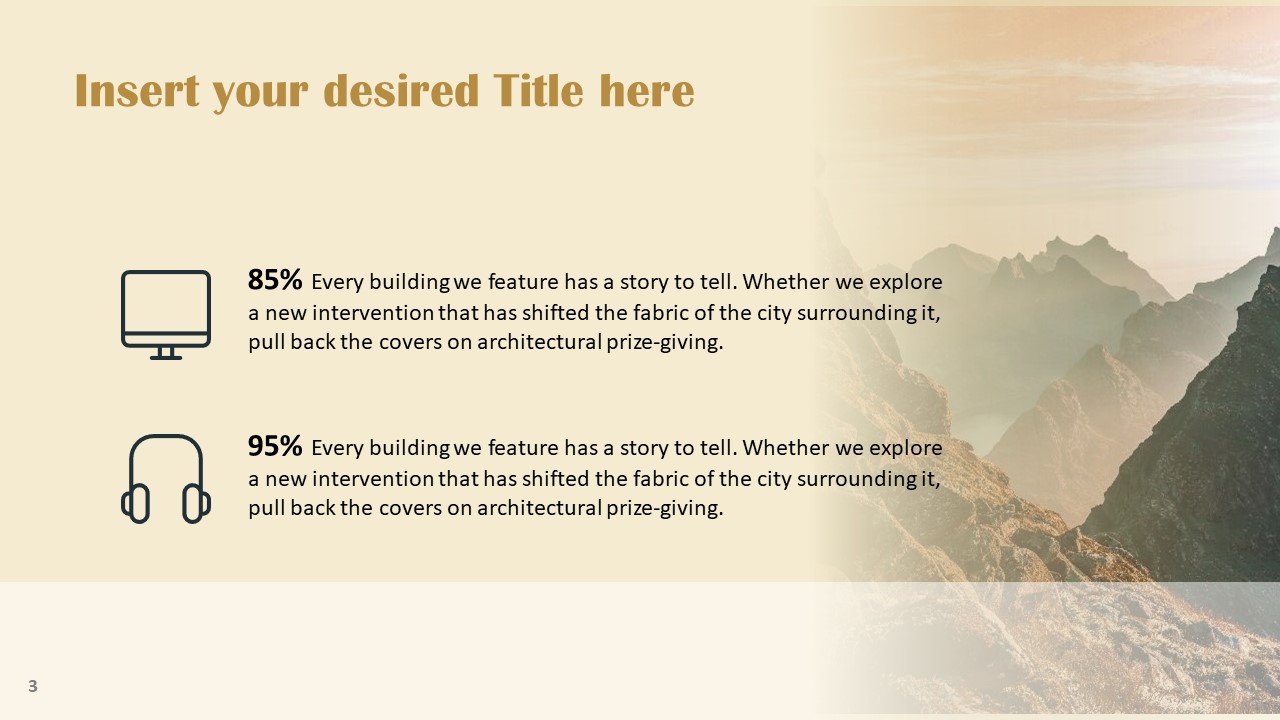 Insert your desired Title here
85% Every building we feature has a story to tell. Whether we explore
a new intervention that has shifted the fabric of the city surrounding it,
pull back the covers on architectural prize-giving.
95% Every building we feature has a story to tell. Whether we explore
a new intervention that has shifted the fabric of the city surrounding it,
pull back the covers on architectural prize-giving.
3